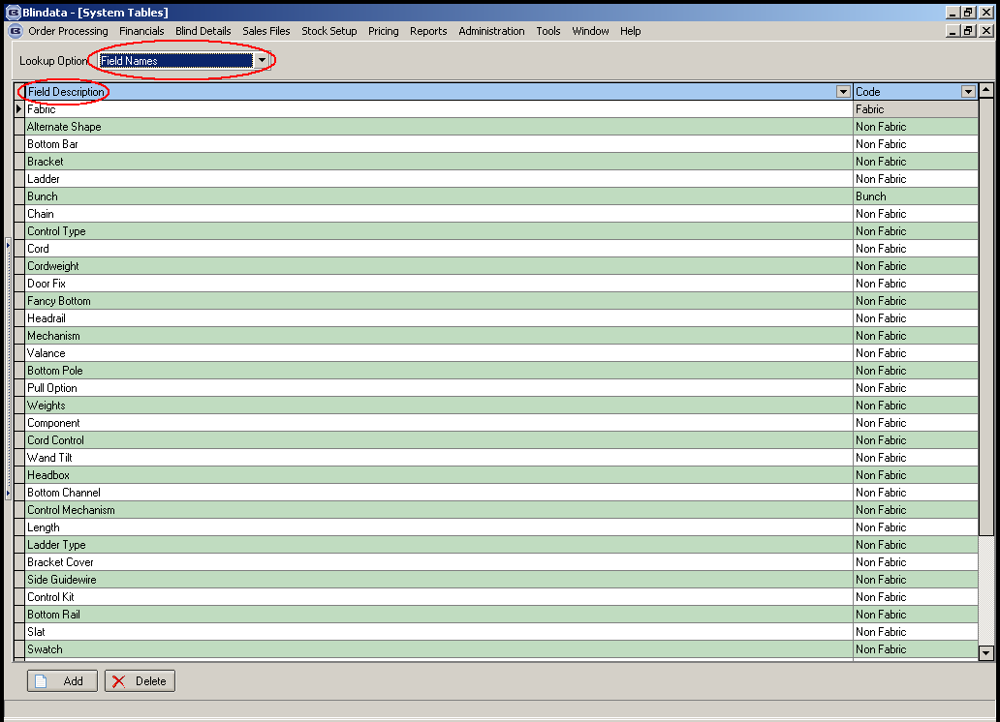 Blindata - [System Tables]
Order Processing Financials Blind Details Sales Files Stock Setup Pricing Reports Administration Tools Window Help
Lookup Option Field Names
Field Description Code
Fabric Fabric
Alternate Shape Non Fabric
Bottom Bar Non Fabric
Bracket Non Fabric
Ladder Non Fabric
Bunch Bunch
Chain Non Fabric
Control Type Non Fabric
Cord Non Fabric
Cordweight Non Fabric
Door Fix Non Fabric
Fancy Bottom Non Fabric
Headrail Non Fabric
Mechanism Non Fabric
Valance Non Fabric
Bottom Pole Non Fabric
Pull Option Non Fabric
Weights Non Fabric
Component Non Fabric
Cord Control Non Fabric
Wand Tilt Non Fabric
Headbox Non Fabric
Bottom Channel Non Fabric
Control Mechanism Non Fabric
Length Non Fabric
Ladder Type Non Fabric
Bracket Cover Non Fabric
Side Guidewire Non Fabric
Control Kit Non Fabric
Bottom Rail Non Fabric
Slat Non Fabric
Swatch Non Fabric
Add Delete